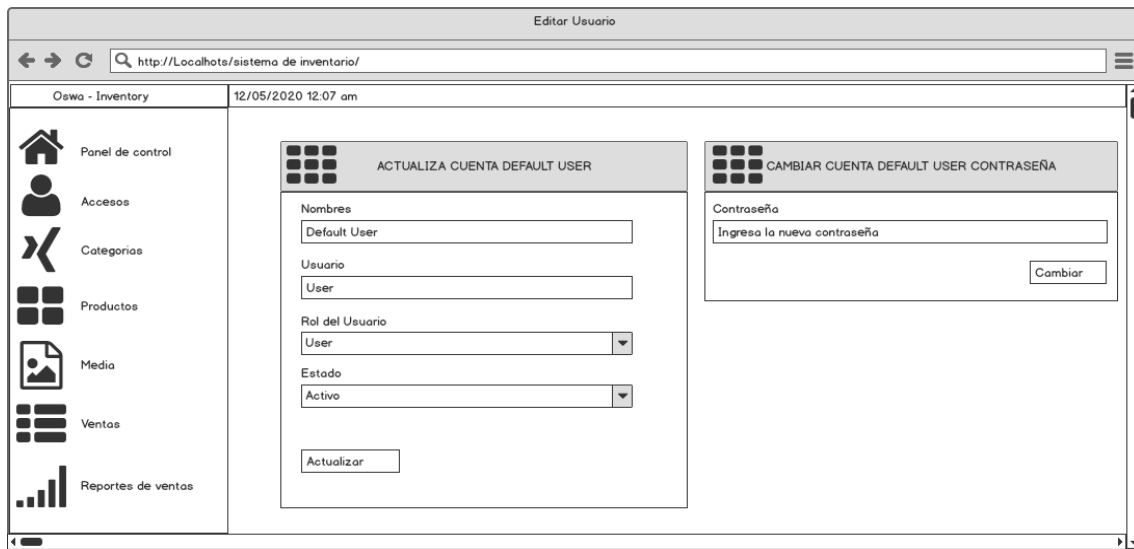 Editar Usuario
http://Localhots/sistema de inventario/
Oswa - Inventory
12/05/2020 12:07 am
Panel de control
Accesos
Categorias
Productos
Media
Ventas
Reportes de ventas
ACTUALIZA CUENTA DEFAULT USER
Nombres
Default User
Usuario
User
Rol del Usuario
User
Estado
Activo
Actualizar
CAMBIAR CUENTA DEFAULT USER CONTRASEÑA
Contraseña
Ingresa la nueva contraseña
Cambiar